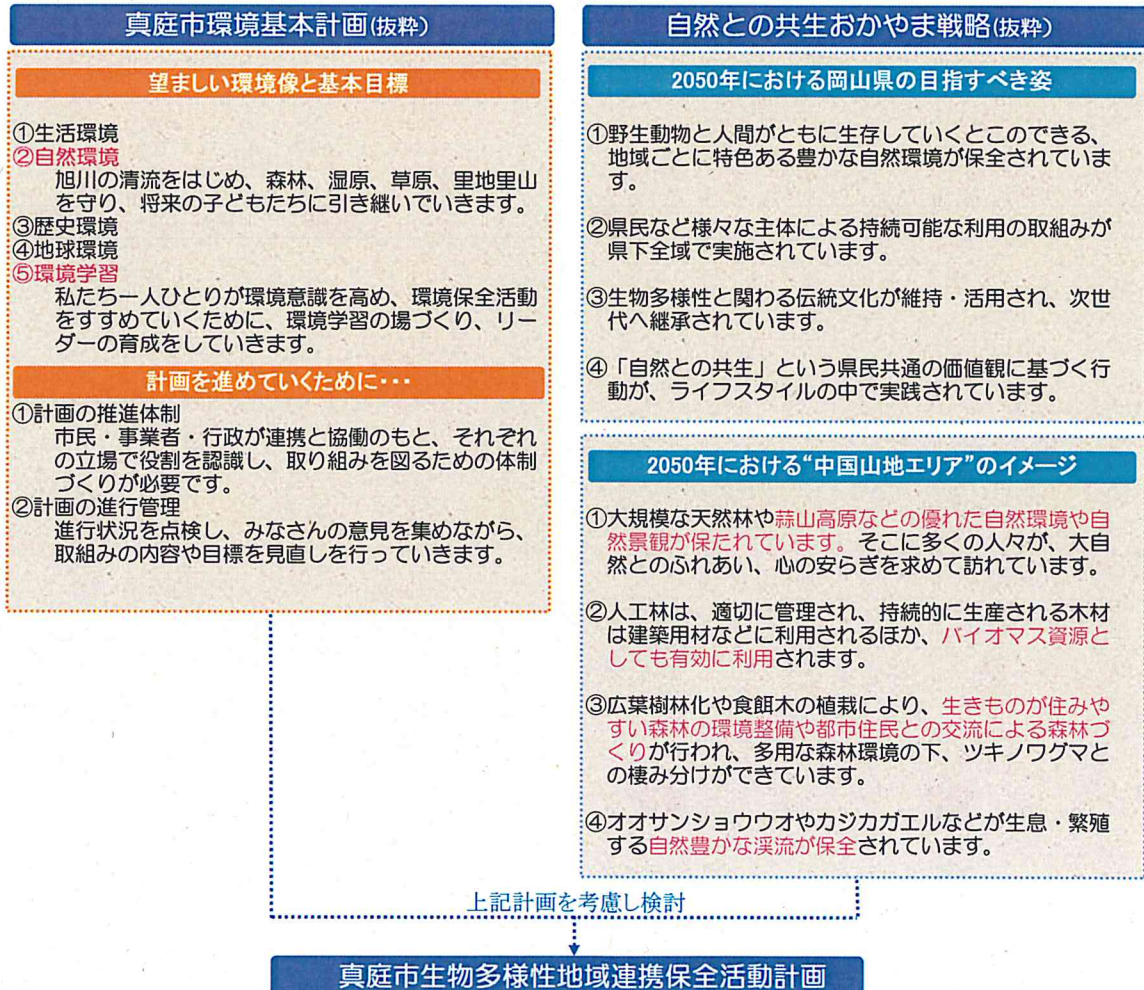 真庭市環境基本計画(抜粋)
望ましい環境像と基本目標
①生活環境
②自然環境
旭川の清流をはじめ、森林、湿原、草原、里地里山
を守り、将来の子どもたちに引き継いでいきます。
③歴史環境
④地球環境
⑤環境学習
私たち一人ひとりが環境意識を高め、環境保全活動
をすすめていくために、環境学習の場づくり、リー
ダーの育成をしていきます。
計画を進めていくために・・・
①計画の推進体制
市民・事業者・行政が連携と協働のもと、それぞれ
の立場で役割を認識し、取り組みを図るための体制
づくりが必要です。
②計画の進行管理
進行状況を点検し、みなさんの意見を集めながら、
取組みの内容や目標を見直しを行っていきます。
自然との共生おかやま戦略(抜粋)
2050年における岡山県の目指すべき姿
①野生動物と人間がともに生存していくとこのできる、
地域ごとに特色ある豊かな自然環境が保全されていま
す。
②県民など様々な主体による持続可能な利用の取組みが
県下全域で実施されています。
③生物多様性と関わる伝統文化が維持・活用され、次世
代へ継承されています。
④「自然との共生」という県民共通の価値観に基づく行
動が、ライフスタイルの中で実践されています。
2050年における“中国山地エリア”のイメージ
①大規模な天然林や蒜山高原などの優れた自然環境や自
然景観が保たれています。そこに多くの人々が、大自
然とのふれあい、心の安らぎを求めて訪れています。
②人工林は、適切に管理され、持続的に生産される木材
は建築用材などに利用されるほか、バイオマス資源と
しても有効に利用されます。
③広葉樹林化や食餌木の植栽により、生きものが住みや
すい森林の環境整備や都市住民との交流による森林づ
くりが行われ、多用な森林環境の下、ツキノワグマと
の棲み分けができています。
④オオサンショウウオやカジカガエルなどが生息・繁殖
する自然豊かな渓流が保全されています。
上記計画を考慮し検討
真庭市生物多様性地域連携保全活動計画